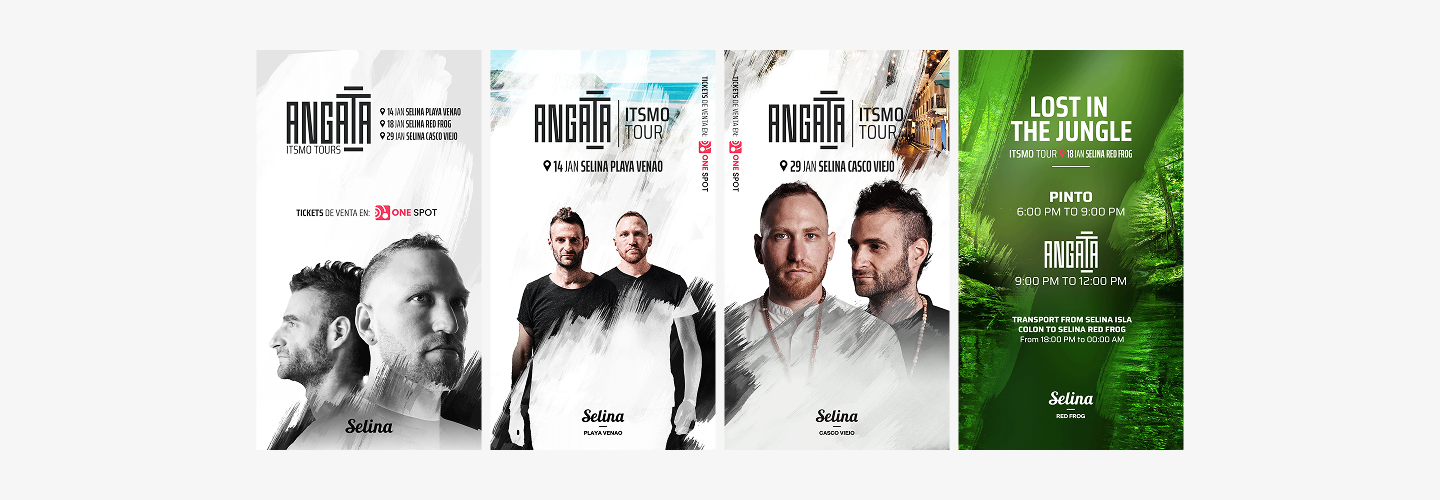 ANGATA
ITSMO TOURS
14 JAN SELINA PLAYA VENAO
18 JAN SELINA RED FROG
29 JAN SELINA CASCO VIEJO
TICKETS DE VENTA EN: ONE SPOT
Selina
ANGATA
ITSMO
TOUR
14 JAN SELINA PLAYA VENAO
TICKETS DE VENTA EN: ONE SPOT
Selina
PLAYA VENAO
TICKETS DE VENTA EN: ONE SPOT
ANGATA
ITSMO
TOUR
29 JAN SELINA CASCO VIEJO
Selina
CASCO VIEJO
LOST IN
THE JUNGLE
ITSMO TOUR 18 JAN SELINA RED FROG
PINTO
6:00 PM TO 9:00 PM
ANGATA
9:00 PM TO 12:00 PM
TRANSPORT FROM SELINA ISLA
COLON TO SELINA RED FROG
From 18:00 PM to 00:00 AM
Selina
RED FROG